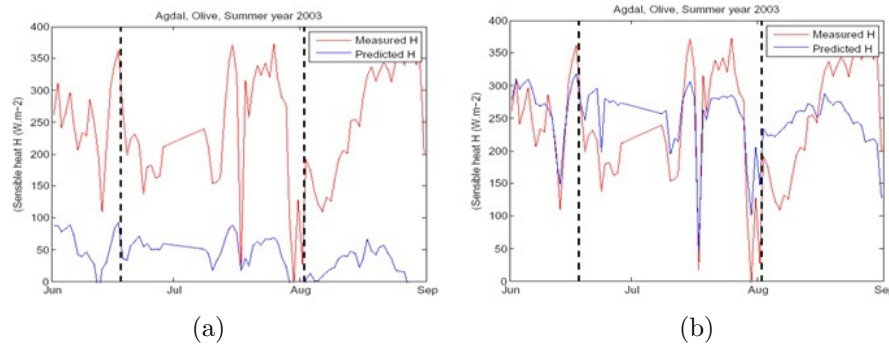 Agdal, Olive, Summer year 2003
Measured H
Predicted H
(Sensible heat H (W.m−2)
400
350
300
250
200
150
100
50
0
Jun
Jul
Aug
Sep
(a)
Agdal, Olive, Summer year 2003
Measured H
Predicted H
(Sensible heat H (W.m−2)
400
350
300
250
200
150
100
50
0
Jun
Jul
Aug
Sep
(b)